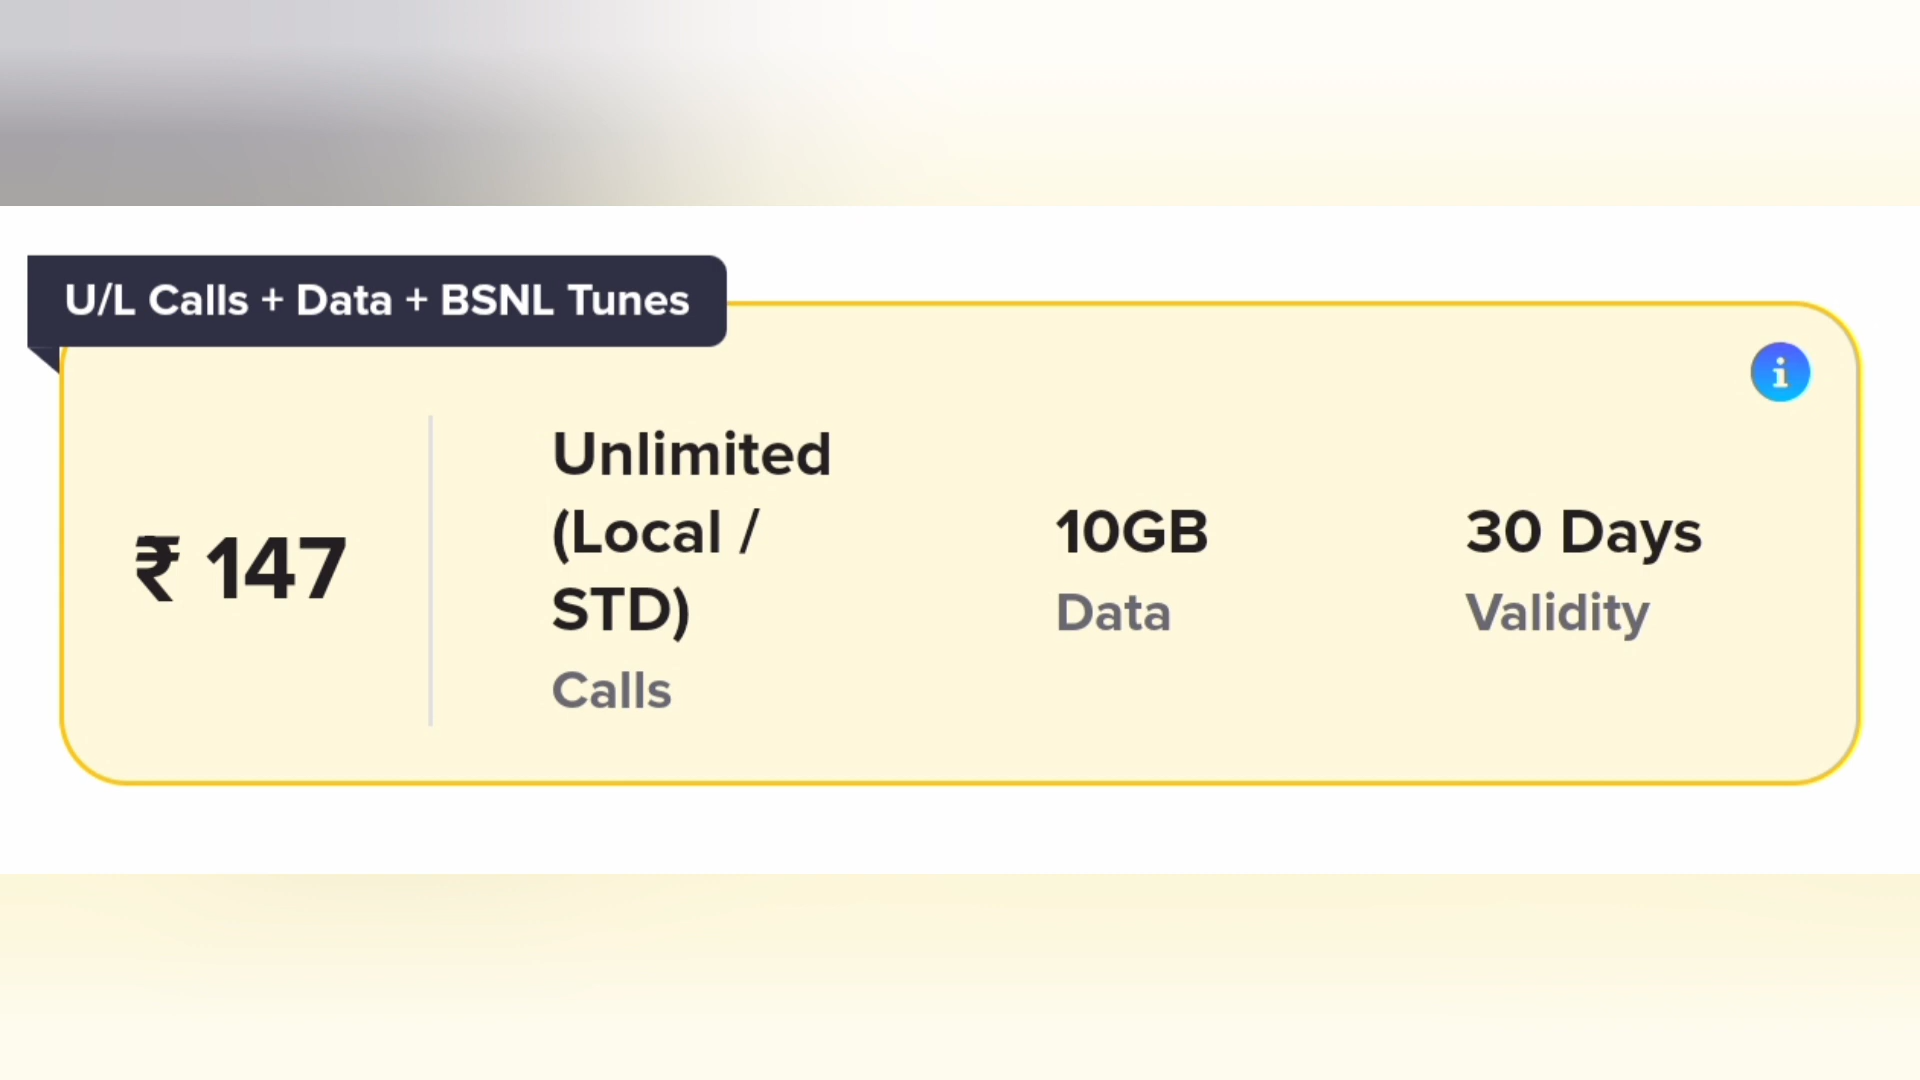 U/L Calls + Data + BSNL Tunes
₹ 147
Unlimited
(Local /
STD)
Calls
10GB
Data
30 Days
Validity